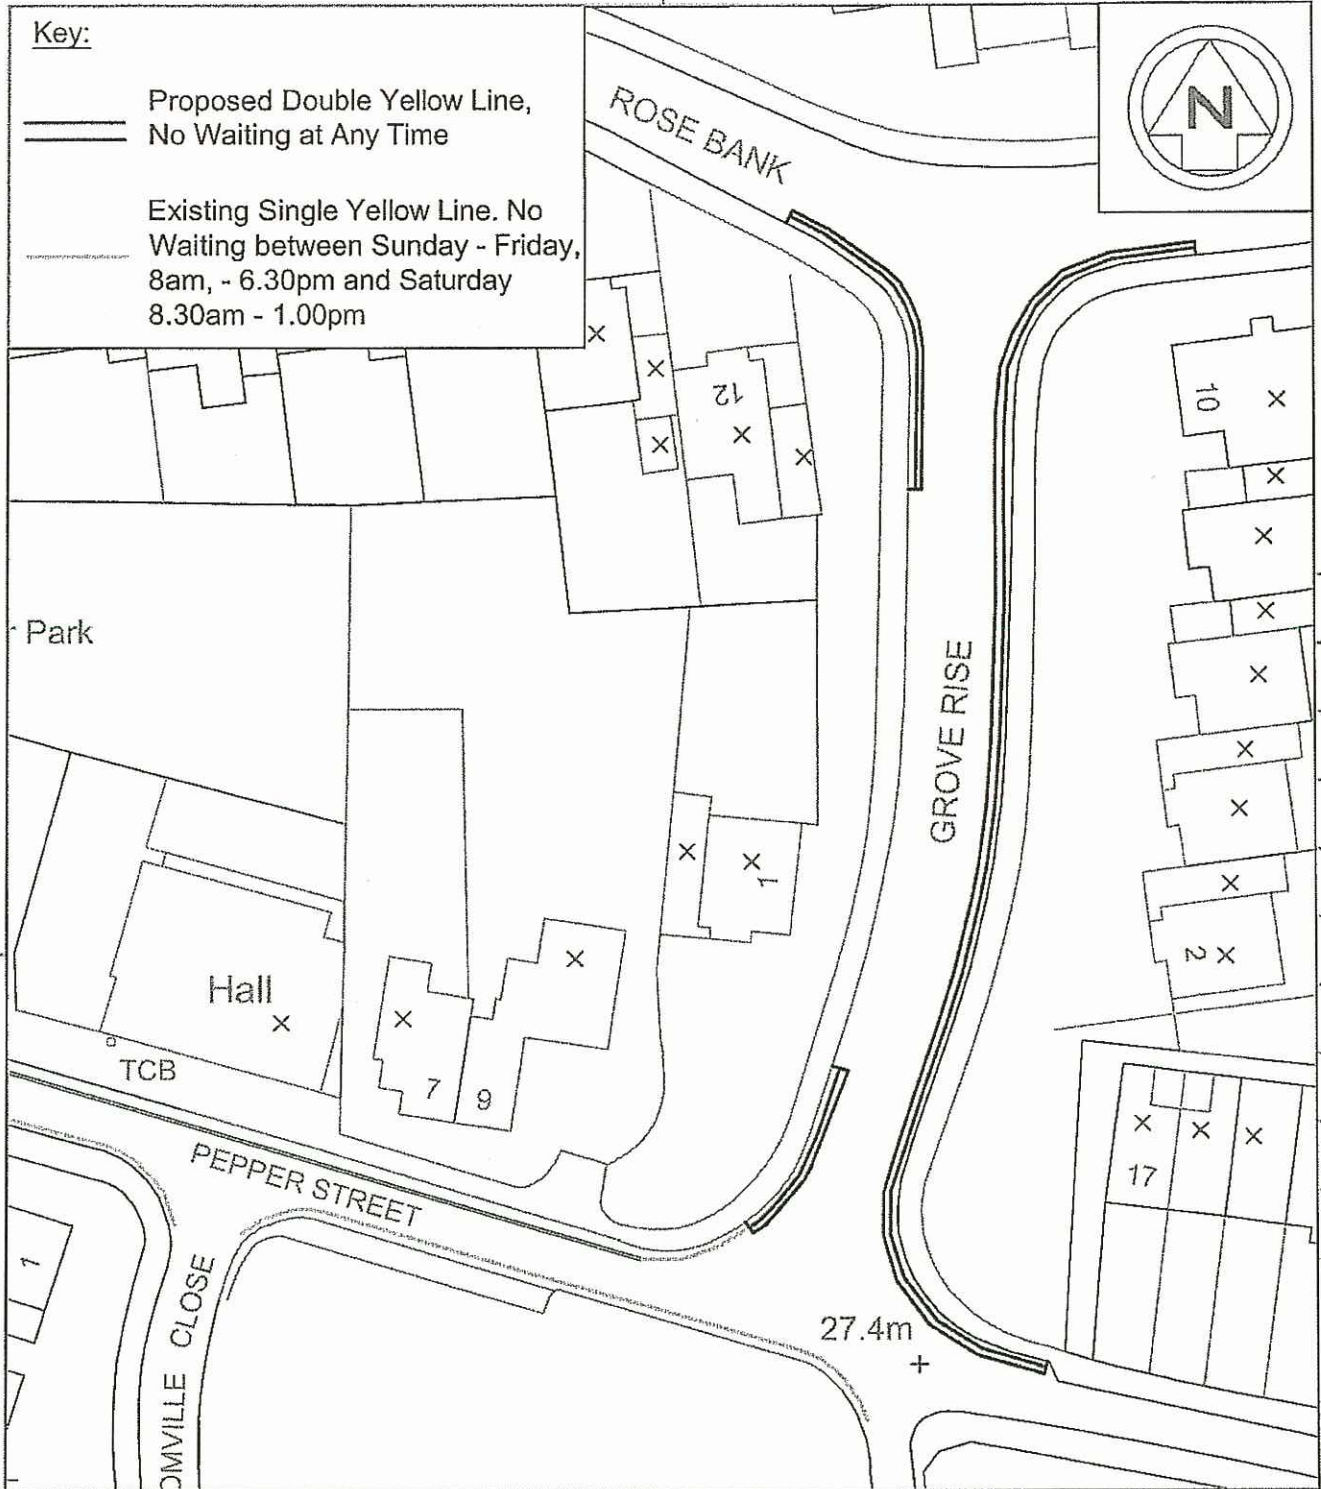 Key:
Proposed Double Yellow Line,
No Waiting at Any Time
Existing Single Yellow Line. No
Waiting between Sunday - Friday,
8am, - 6.30pm and Saturday
8.30am - 1.00pm
N
ROSE BANK
12
10
Park
GROVE RISE
1
2
Hall
TCB
7
9
17
PEPPER STREET
1
OMVILLE CLOSE
27.4m